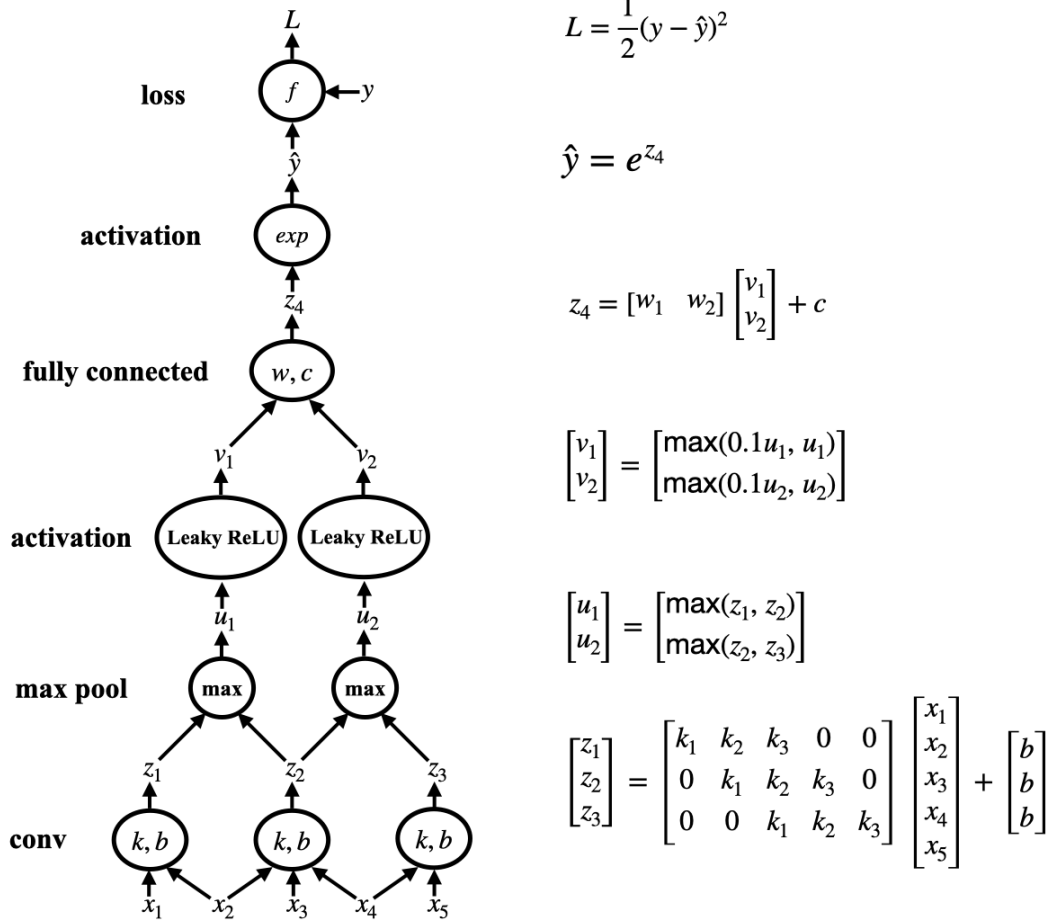 L
L = 1/2 (y − ŷ)²
loss f y
ŷ
ŷ = e^{z₄}
activation exp
z₄
z₄ = [w₁ w₂] [v₁ v₂] + c
fully connected w, c
v₁ v₂
[v₁ v₂] = [max(0.1u₁, u₁) max(0.1u₂, u₂)]
activation Leaky ReLU Leaky ReLU
u₁ u₂
[u₁ u₂] = [max(z₁, z₂) max(z₂, z₃)]
max pool max max
z₁ z₂ z₃
[z₁ z₂ z₃] = [k₁ k₂ k₃ 0 0 0 k₁ k₂ k₃ 0 0 0 k₁ k₂ k₃] [x₁ x₂ x₃ x₄ x₅] + [b b b]
conv k, b k, b k, b
x₁ x₂ x₃ x₄ x₅